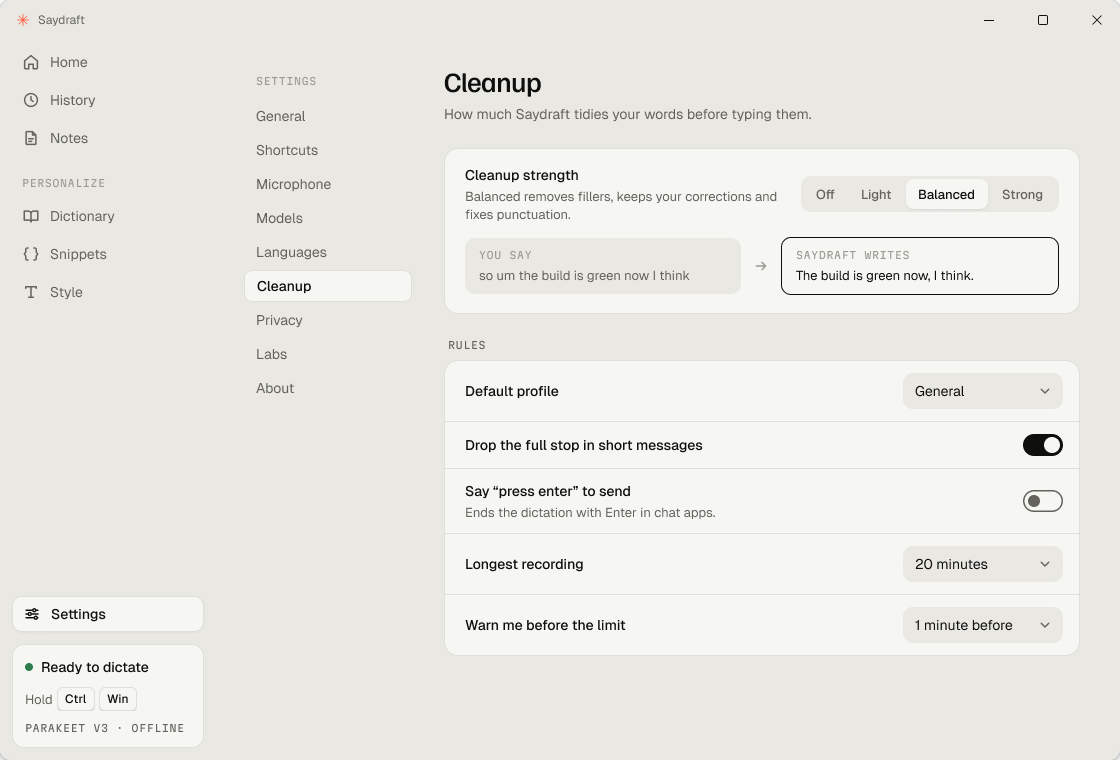 Saydraft
Home
History
Notes
PERSONALIZE
Dictionary
Snippets
Style
Settings
Ready to dictate
Hold Ctrl Win
PARAKEET V3 · OFFLINE
SETTINGS
General
Shortcuts
Microphone
Models
Languages
Cleanup
Privacy
Labs
About
Cleanup
How much Saydraft tidies your words before typing them.
Cleanup strength
Balanced removes fillers, keeps your corrections and
fixes punctuation.
Off Light Balanced Strong
YOU SAY
so um the build is green now I think
→
SAYDRAFT WRITES
The build is green now, I think.
RULES
Default profile
General
Drop the full stop in short messages
Say “press enter” to send
Ends the dictation with Enter in chat apps.
Longest recording
20 minutes
Warn me before the limit
1 minute before